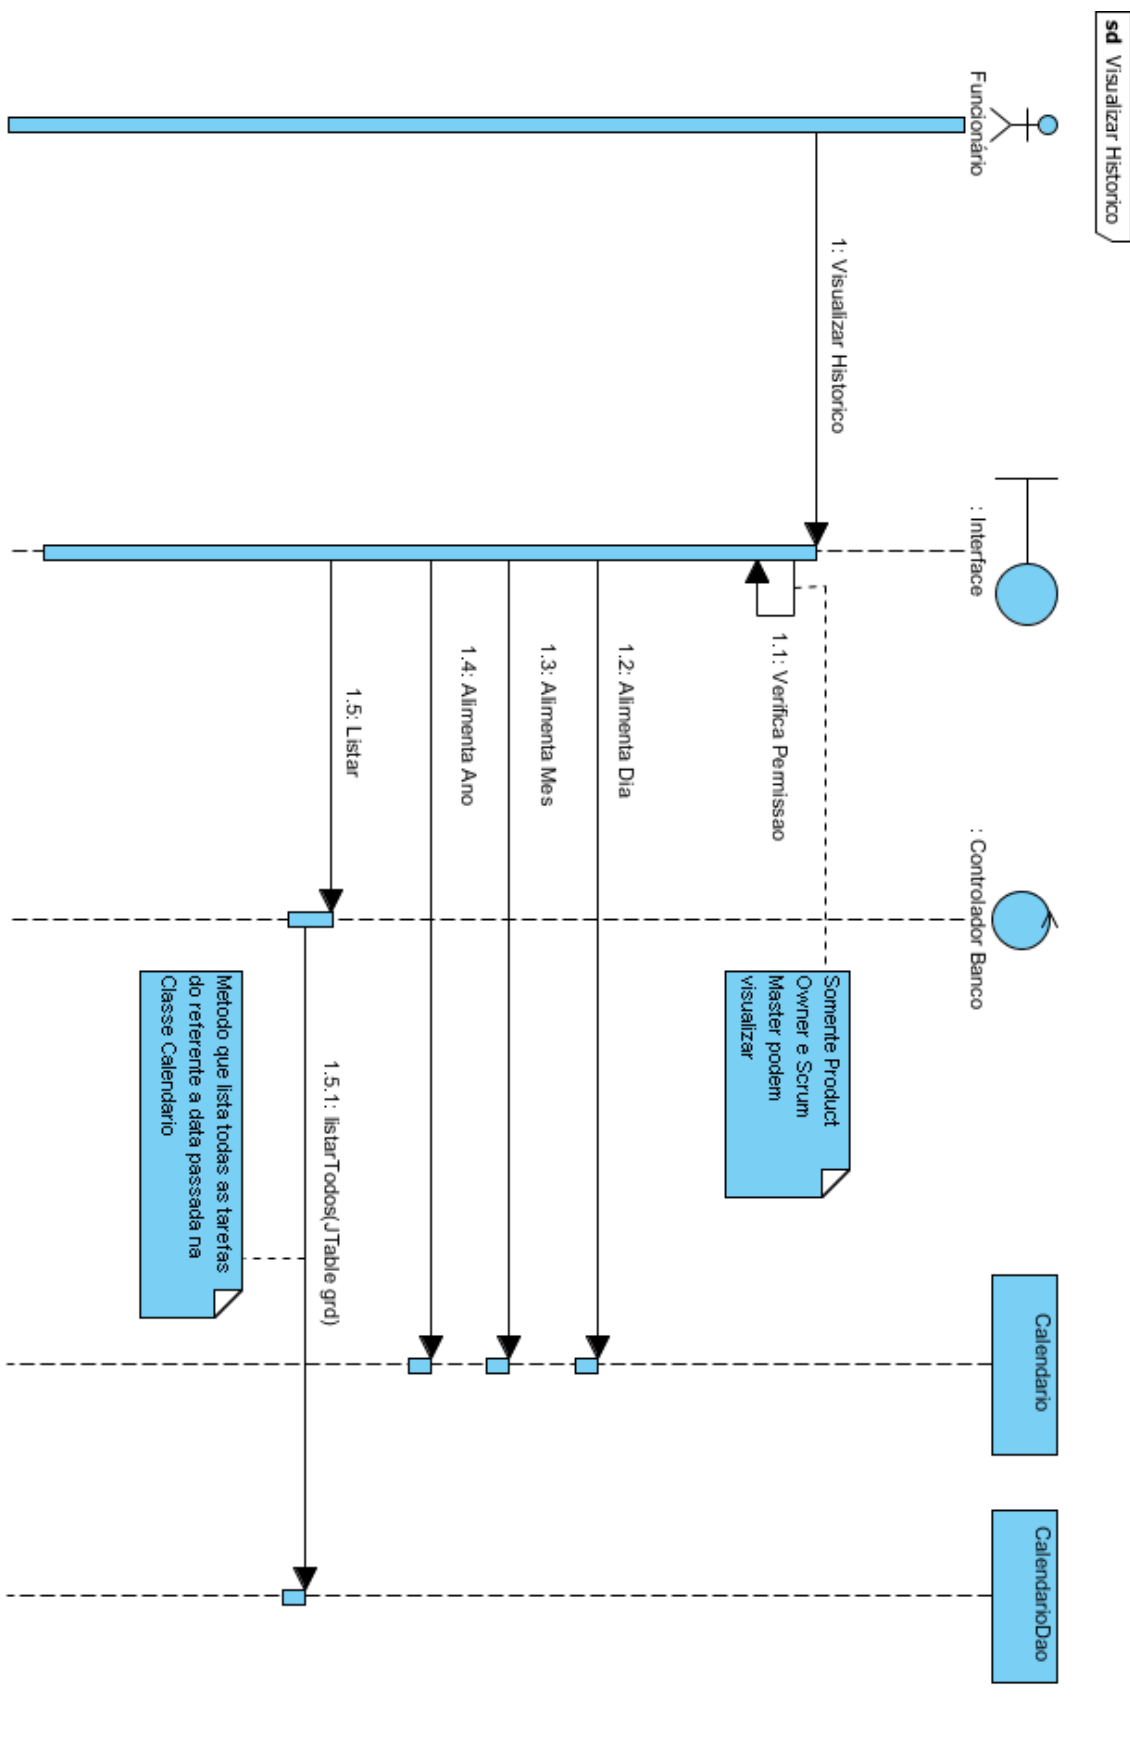 sd Visualizar Historico
Funcionário
: Interface
: Controlador Banco
Calendario
CalendarioDao
1: Visualizar Historico
1.1: Verifica Permissao
Somente Product
Owner e Scrum
Master podem
visualizar
1.2: Alimenta Dia
1.3: Alimenta Mes
1.4: Alimenta Ano
1.5: Listar
1.5.1: listarTodos(JTable grd)
Metodo que lista todas as tarefas
do referente a data passada na
Classe Calendario